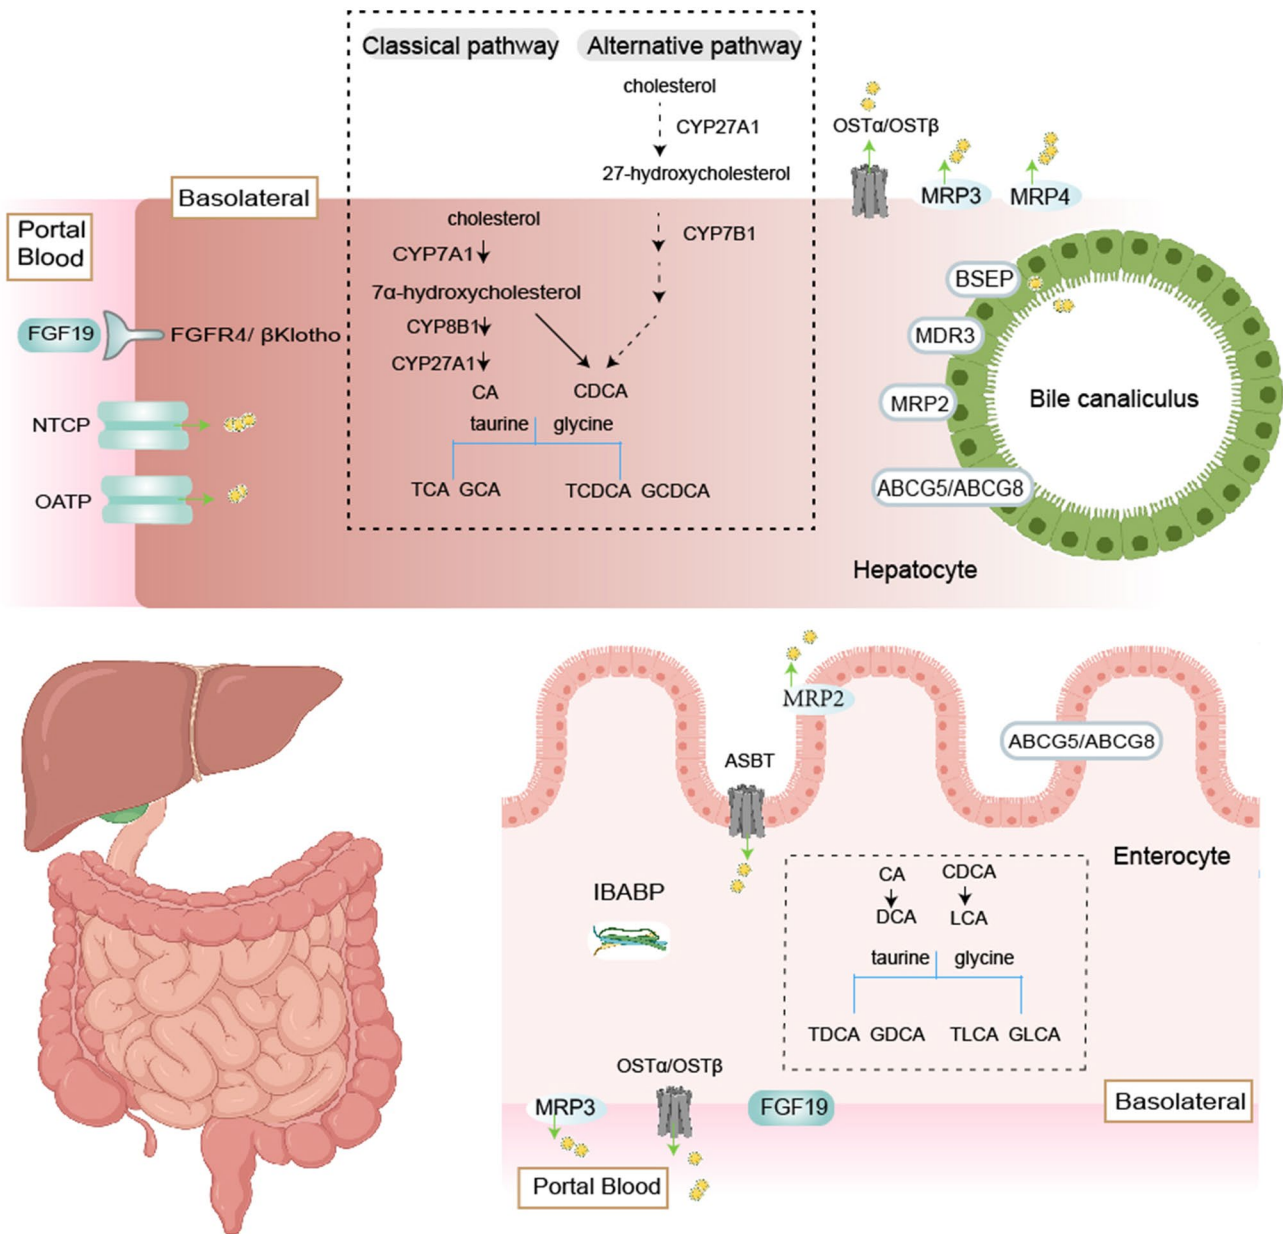 Classical pathway
Alternative pathway
cholesterol
CYP27A1
27-hydroxycholesterol
OSTα/OSTβ
MRP3
MRP4
Basolateral
Portal
Blood
cholesterol
CYP7A1
CYP7B1
7α-hydroxycholesterol
FGF19
FGFR4/ βKlotho
CYP8B1
CYP27A1
CA
CDCA
NTCP
taurine
glycine
OATP
TCA GCA
TCDCA GCDCA
BSEP
MDR3
MRP2
Bile canaliculus
ABCG5/ABCG8
Hepatocyte
MRP2
ASBT
ABCG5/ABCG8
Enterocyte
IBABP
CA
CDCA
DCA
LCA
taurine
glycine
TDCA GDCA
TLCA GLCA
OSTα/OSTβ
MRP3
FGF19
Basolateral
Portal Blood